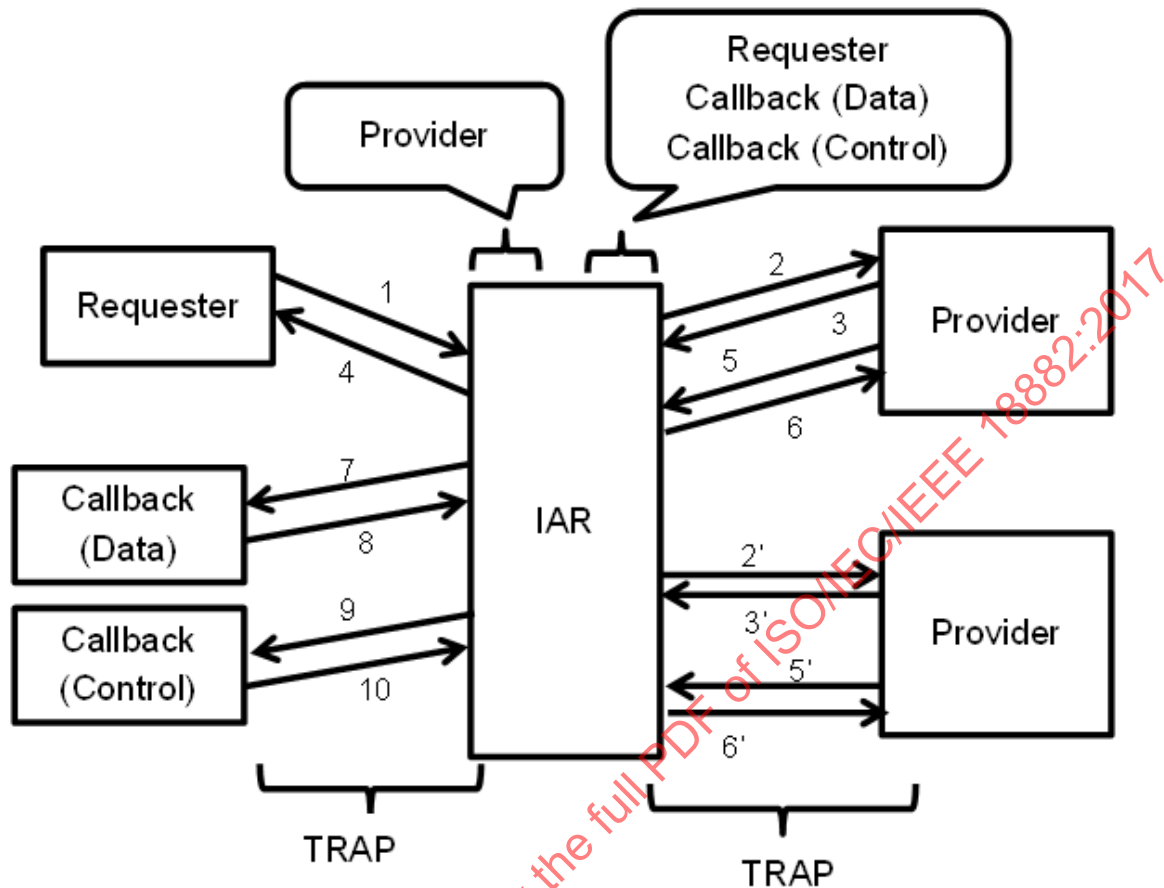 Requester
Callback (Data)
Callback (Control)
Provider
Requester
1
4
2
3
5
6
Provider
7
8
Callback
(Data)
IAR
9
10
Callback
(Control)
2'
3'
5'
6'
Provider
TRAP
TRAP
the full PDF of ISO/IEC/IEEE 18882:2017